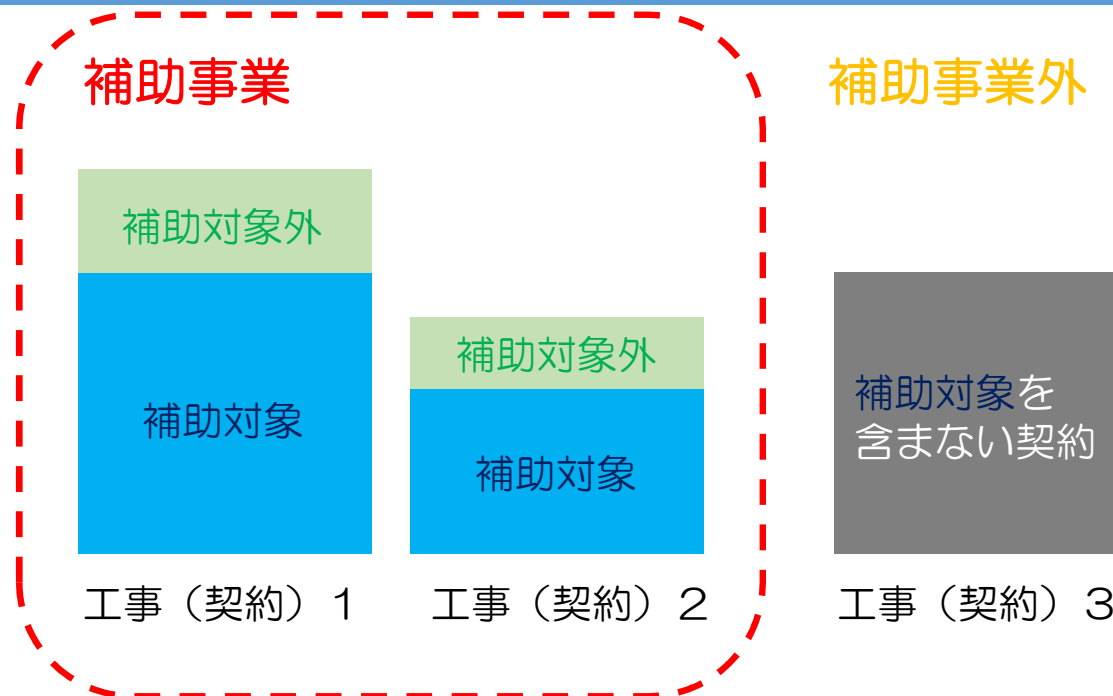 補助事業
補助事業外
補助対象外
補助対象
工事（契約）1
補助対象外
補助対象
工事（契約）2
補助対象を
含まない契約
工事（契約）3